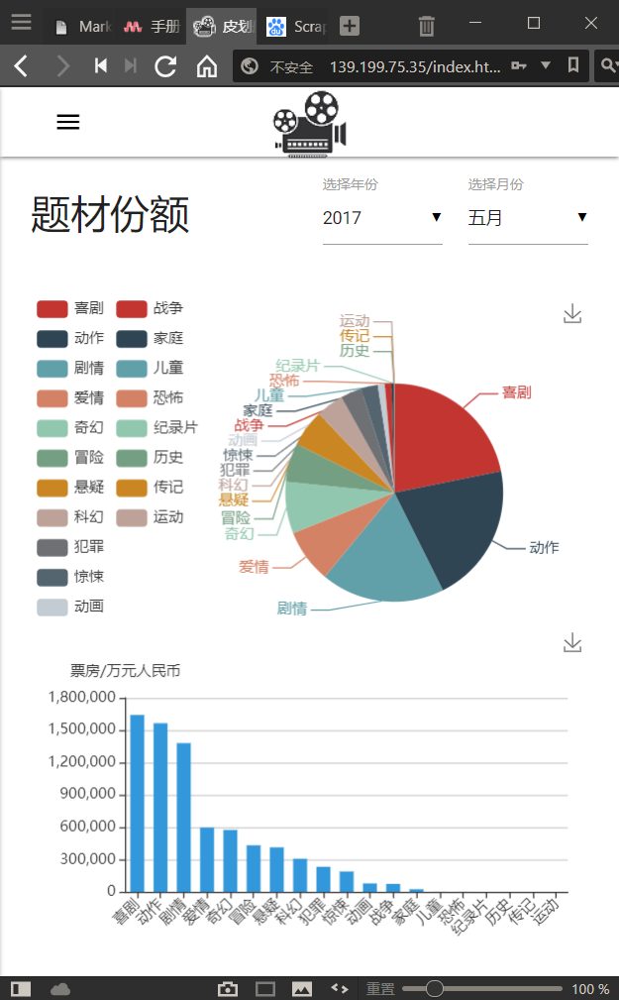 Mark
手册
皮划
Scrap
不安全 139.199.75.35/index.ht...
选择年份 选择月份
题材份额 2017 ▼ 五月 ▼
喜剧 战争
动作 家庭
剧情 儿童
爱情 恐怖
奇幻 纪录片
冒险 历史
悬疑 传记
科幻 运动
犯罪
惊悚
动画
运动
传记
历史
纪录片
恐怖
儿童
家庭
战争
动画
惊悚
犯罪
科幻
悬疑
冒险
奇幻
爱情
剧情
喜剧
动作
票房/万元人民币
1,800,000
1,500,000
1,200,000
900,000
600,000
300,000
0
喜剧 动作 剧情 爱情 奇幻 冒险 悬疑 科幻 犯罪 惊悚 动画 战争 家庭 儿童 恐怖 纪录片 历史 传记 运动
重置 100 %